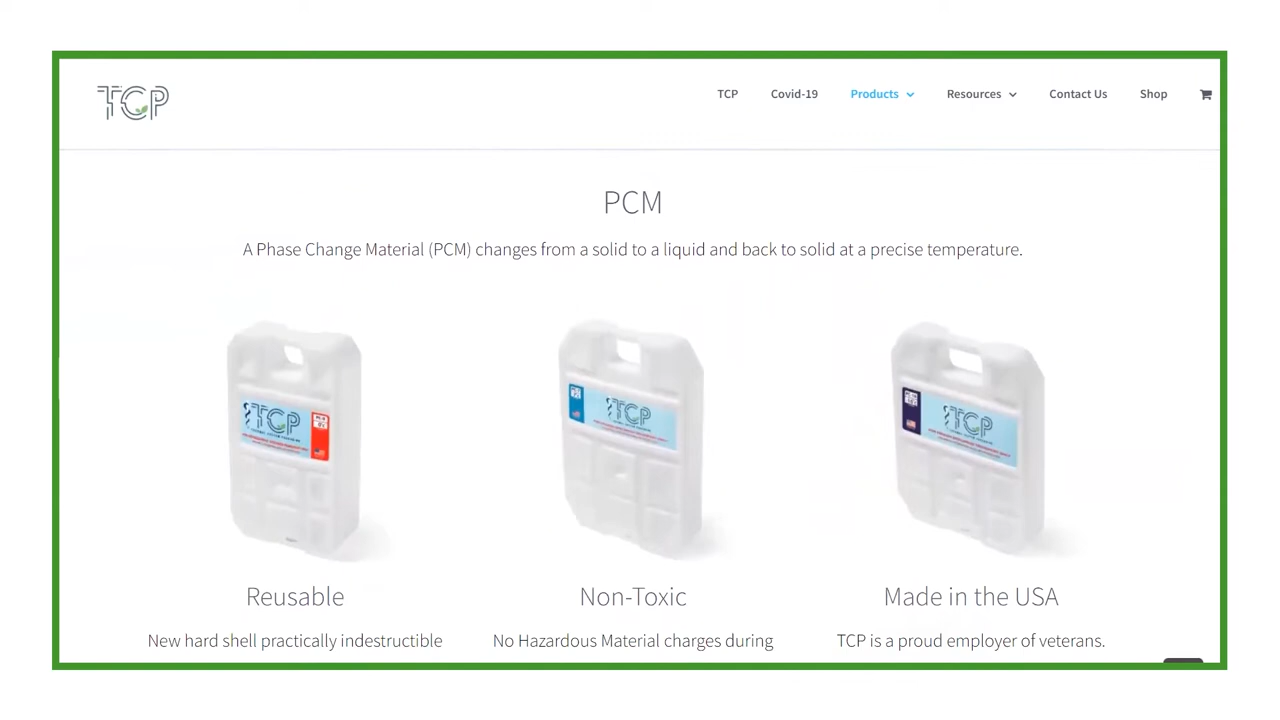 TCP
TCP Covid-19 Products Resources Contact Us Shop
PCM
A Phase Change Material (PCM) changes from a solid to a liquid and back to solid at a precise temperature.
TCP
TCP
TCP
Reusable
Non-Toxic
Made in the USA
New hard shell practically indestructible
No Hazardous Material charges during
TCP is a proud employer of veterans.